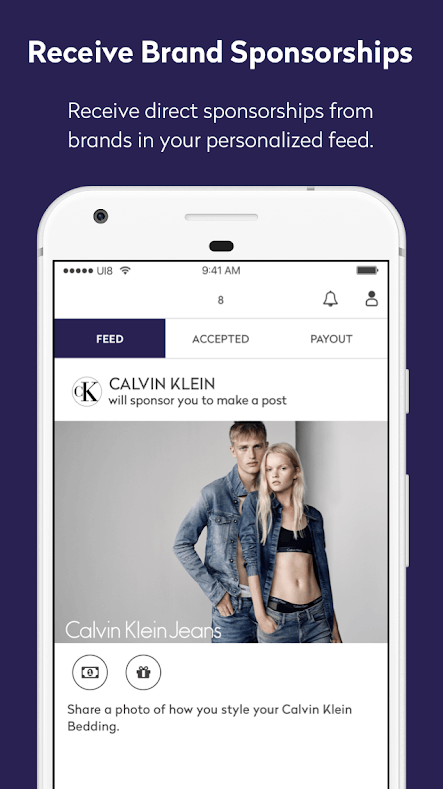 Receive Brand Sponsorships
Receive direct sponsorships from
brands in your personalized feed.
UI8
9:41 AM
8
FEED
ACCEPTED
PAYOUT
CK
CALVIN KLEIN
will sponsor you to make a post
Calvin Klein Jeans
Share a photo of how you style your Calvin Klein
Bedding.